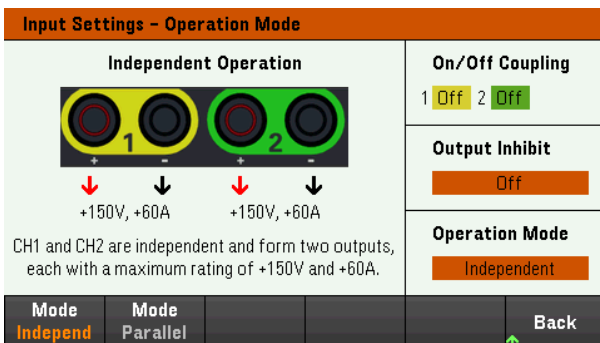 Input Settings – Operation Mode
Independent Operation
1 2
+ - + -
+150V, +60A +150V, +60A
CH1 and CH2 are independent and form two outputs,
each with a maximum rating of +150V and +60A.
On/Off Coupling
1 Off 2 Off
Output Inhibit
Off
Operation Mode
Independent
Mode Mode
Independ Parallel
Back